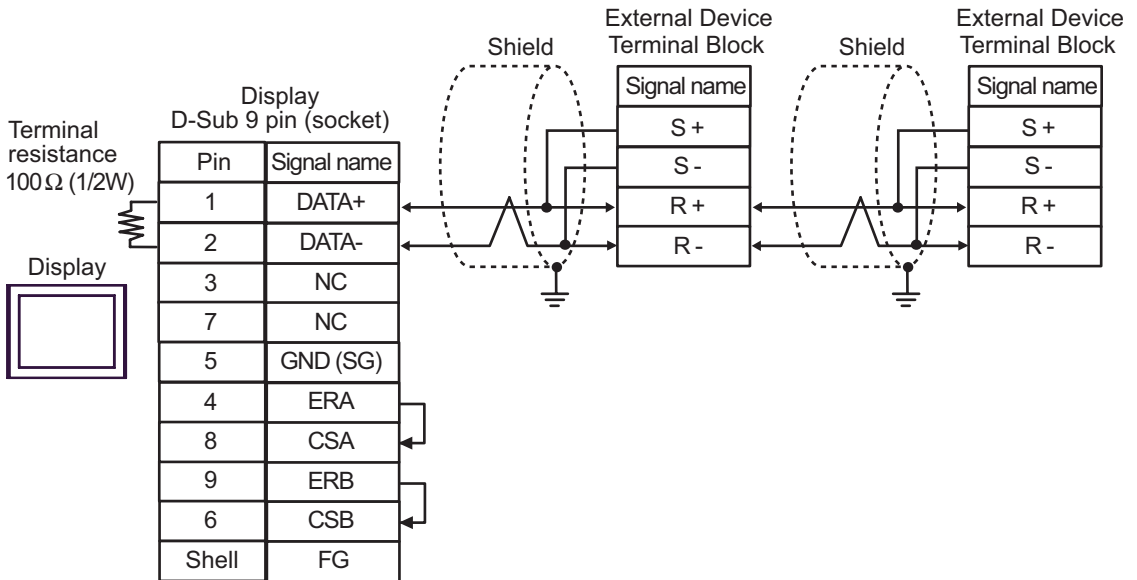 External Device
Terminal Block
External Device
Terminal Block
Shield
Shield
Signal name
S +
S -
R +
R -
Signal name
S +
S -
R +
R -
Display
D-Sub 9 pin (socket)
Terminal
resistance
100Ω (1/2W)
Display
Pin Signal name
1 DATA+
2 DATA-
3 NC
7 NC
5 GND (SG)
4 ERA
8 CSA
9 ERB
6 CSB
Shell FG